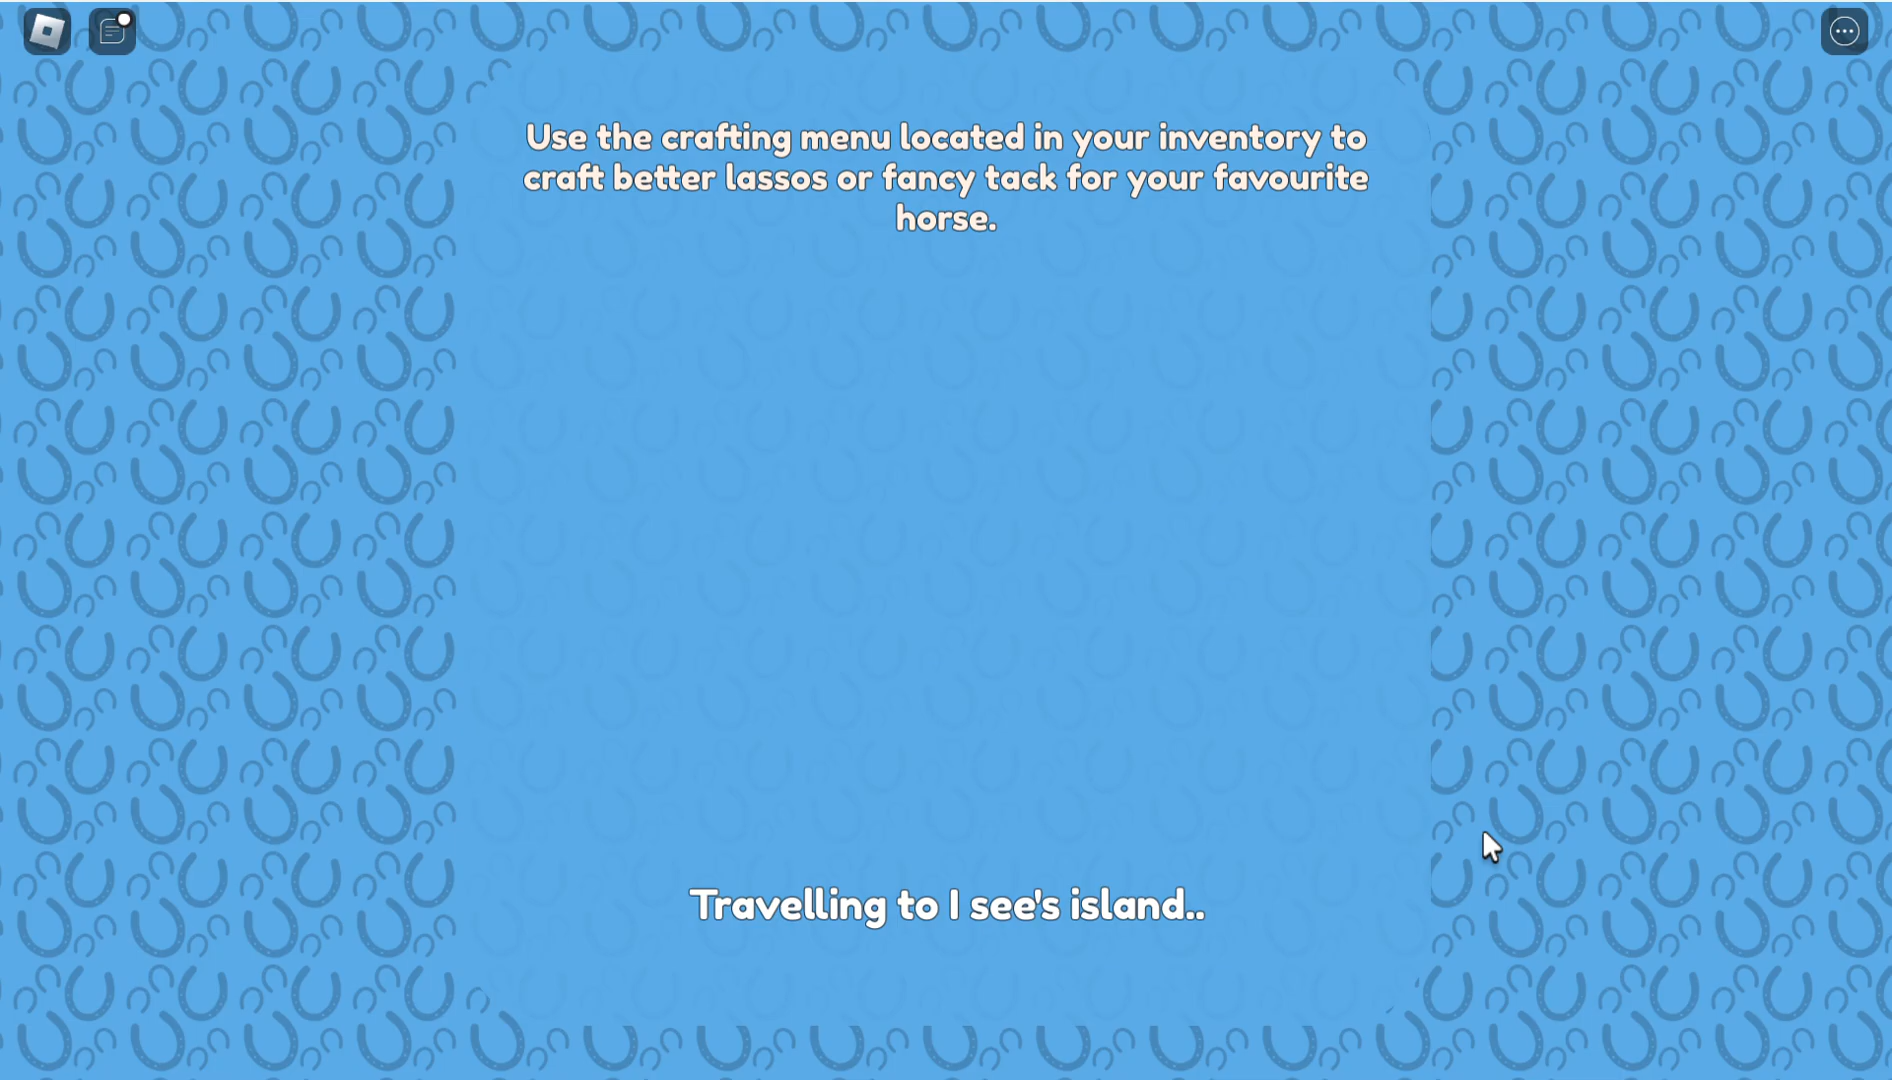 Use the crafting menu located in your inventory to
craft better lassos or fancy tack for your favourite
horse.
Travelling to I see's island..